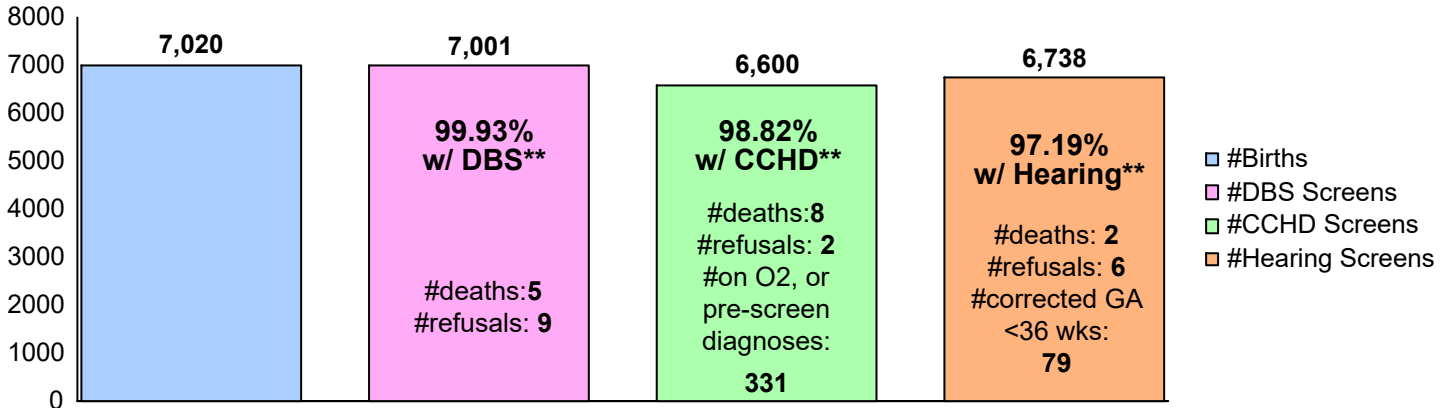 8000
7000
6000
5000
4000
3000
2000
1000
0
7,020
7,001
99.93%
w/ DBS**
#deaths:5
#refusals: 9
6,600
98.82%
w/ CCHD**
#deaths:8
#refusals: 2
#on O2, or
pre-screen
diagnoses:
331
6,738
97.19%
w/ Hearing**
#deaths: 2
#refusals: 6
#corrected GA
<36 wks:
79
#Births
#DBS Screens
#CCHD Screens
#Hearing Screens